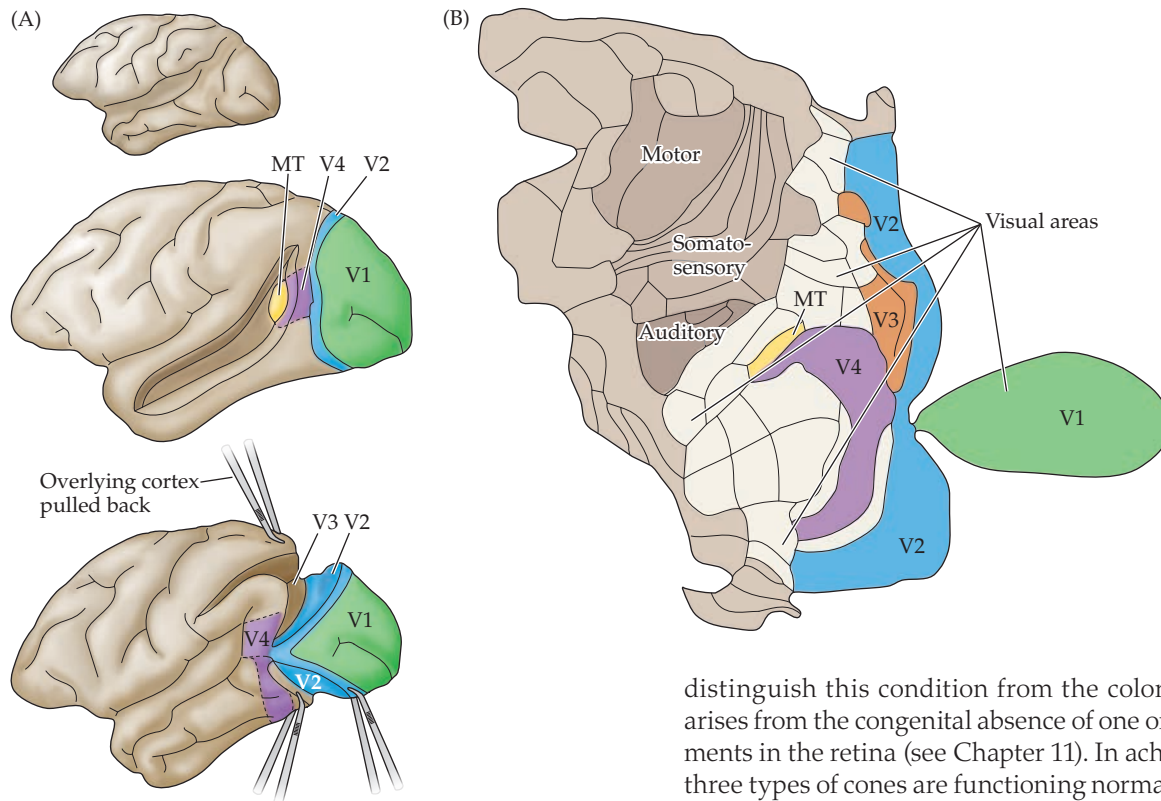 (A)
MT V4 V2
V1
Overlying cortex
pulled back
V3 V2
V4
V1
V2
(B)
Motor
Somato-
sensory
Auditory
MT
V4
V2
V3
Visual areas
V1
V2
distinguish this condition from the color
arises from the congenital absence of one o
ments in the retina (see Chapter 11). In ach
three types of cones are functioning norma